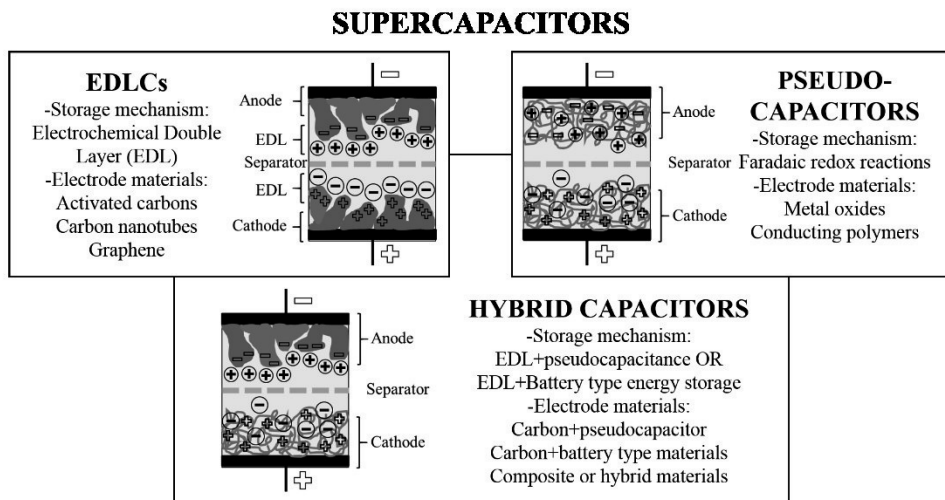 SUPERCAPACITORS
EDLCs
-Storage mechanism:
Electrochemical Double
Layer (EDL)
-Electrode materials:
Activated carbons
Carbon nanotubes
Graphene
Anode
EDL
Separator
EDL
Cathode
Anode
Separator
Cathode
PSEUDO-
CAPACITORS
-Storage mechanism:
Faradaic redox reactions
-Electrode materials:
Metal oxides
Conducting polymers
Anode
Separator
Cathode
HYBRID CAPACITORS
-Storage mechanism:
EDL+pseudocapacitance OR
EDL+Battery type energy storage
-Electrode materials:
Carbon+pseudocapacitor
Carbon+battery type materials
Composite or hybrid materials